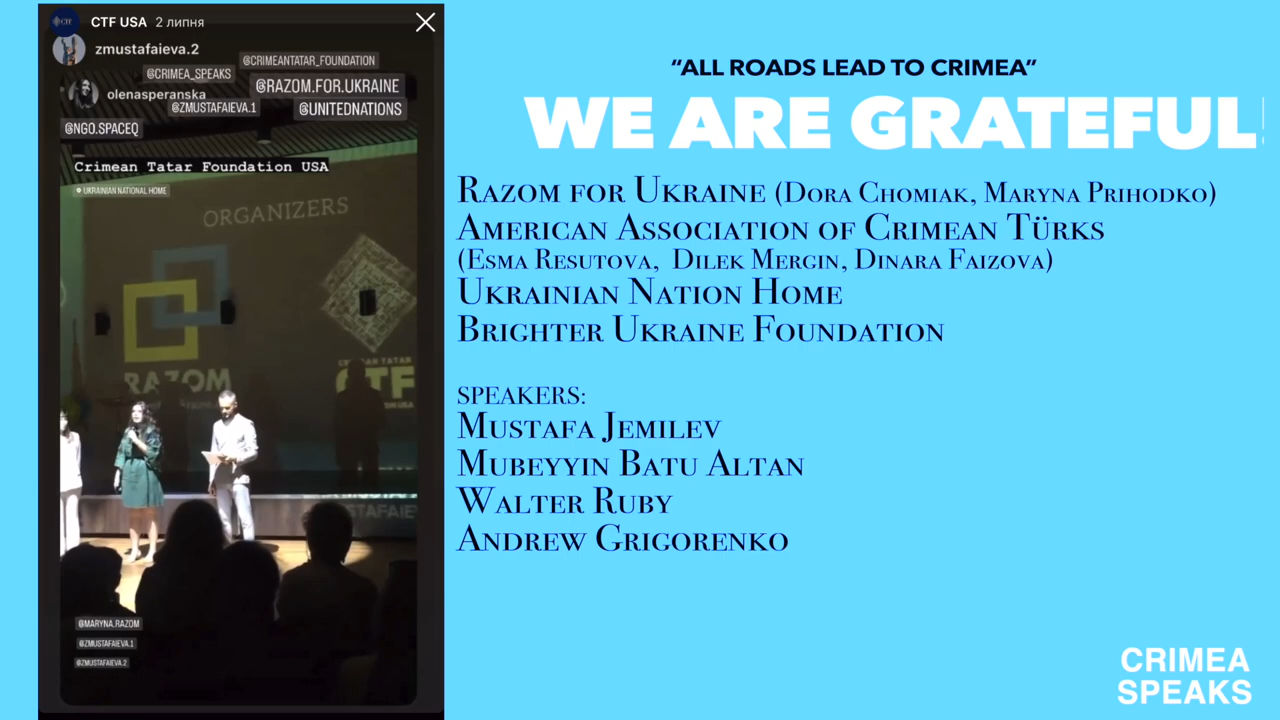 CTF
CTF USA 2 липня
zmustafaieva.2
@CRIMEANTATAR_FOUNDATION
@CRIMEA_SPEAKS
@RAZOM.FOR.UKRAINE
olenasperanska
@ZMUSTAFAIEVA.1
@UNITEDNATIONS
@NGO.SPACEQ
Crimean Tatar Foundation USA
UKRAINIAN NATIONAL HOME
ORGANIZERS
RAZOM
CRIMEAN TATAR
CTF
@MARYNA.RAZOM
@ZMUSTAFAIEVA.1
@ZMUSTAFAIEVA.2
“ALL ROADS LEAD TO CRIMEA”
WE ARE GRATEFUL!
Razom for Ukraine (Dora Chomiak, Maryna Prihodko)
American Association of Crimean Türks
(Esma Resutova, Dilek Mergin, Dinara Faizova)
Ukrainian Nation Home
Brighter Ukraine Foundation
SPEAKERS:
Mustafa Jemilev
Mubeyyin Batu Altan
Walter Ruby
Andrew Grigorenko
CRIMEA
SPEAKS